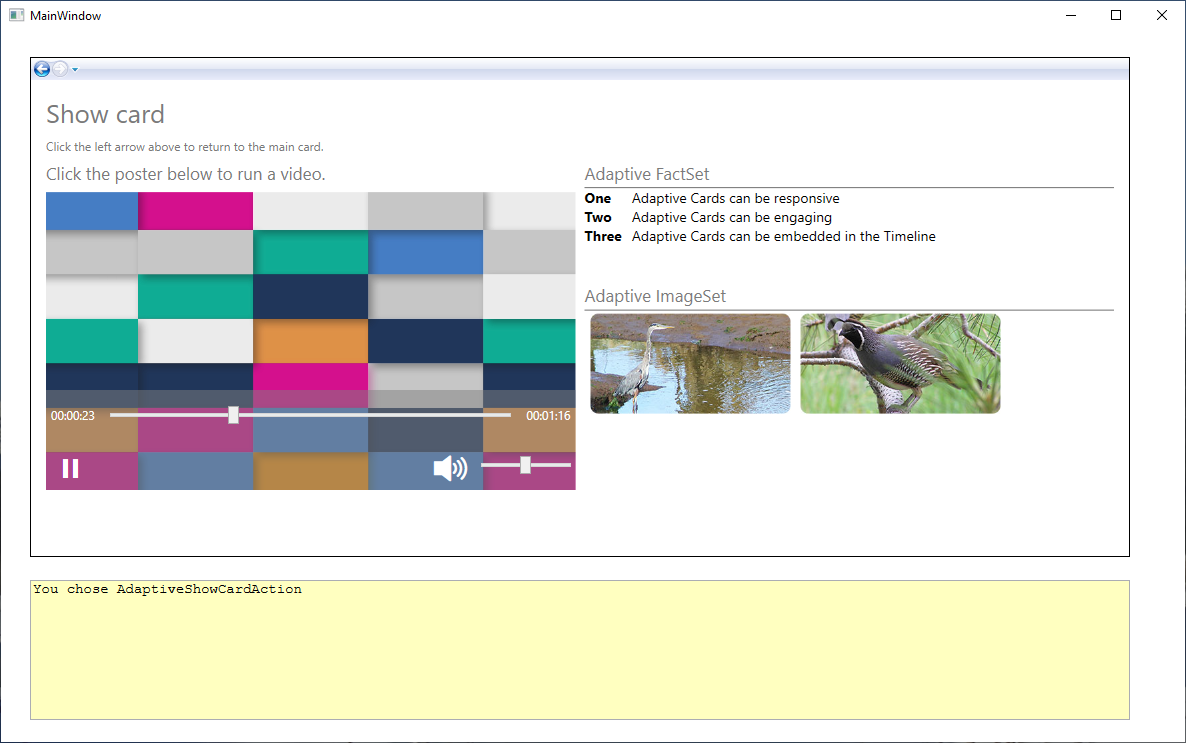 MainWindow
Show card
Click the left arrow above to return to the main card.
Click the poster below to run a video.
00:00:23
00:01:16
Adaptive FactSet
One Adaptive Cards can be responsive
Two Adaptive Cards can be engaging
Three Adaptive Cards can be embedded in the Timeline
Adaptive ImageSet
You chose AdaptiveShowCardAction